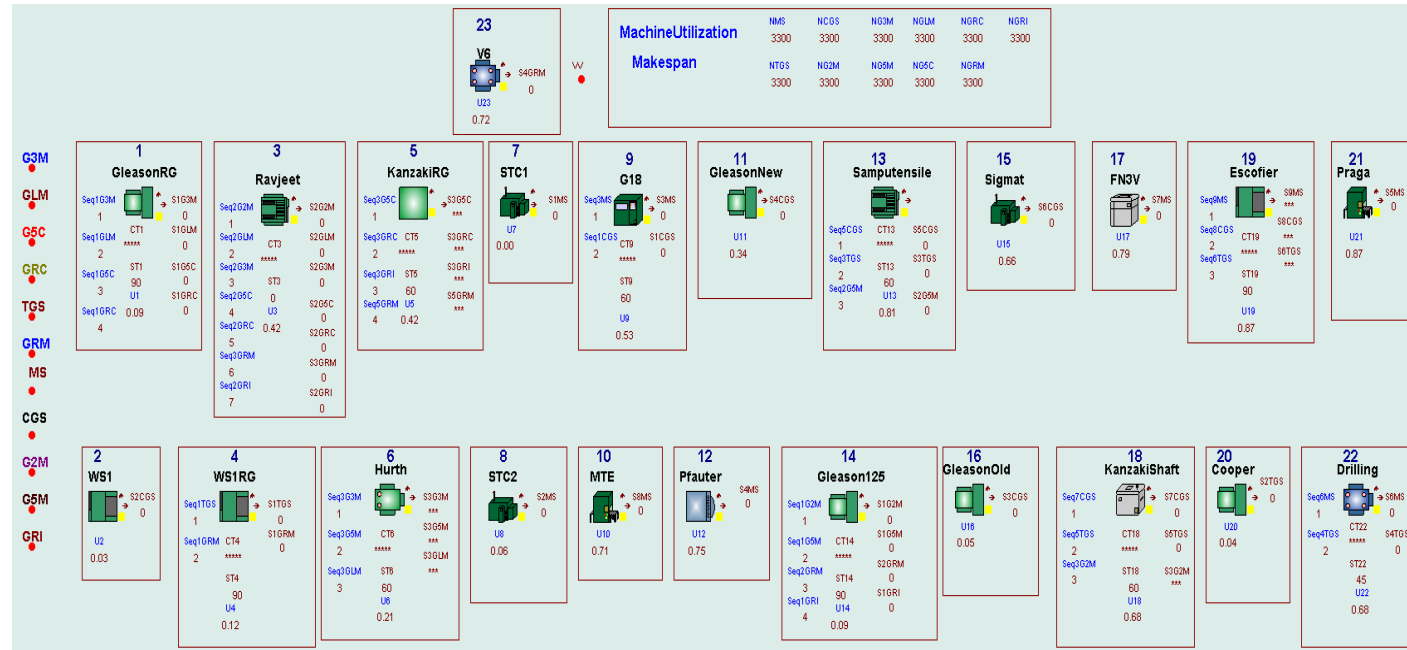 23
V6
S4GRM
0
U23
0.72
W
MachineUtilization
Makespan
NMS NCGS NG3M NGLM NGRC NGRI
3300 3300 3300 3300 3300 3300
NTGS NG2M NG5M NG5C NGRM
3300 3300 3300 3300 3300
G3M
GLM
G5C
GRC
TGS
GRM
MS
CGS
G2M
G5M
GRI
1
GleasonRG
Seq1G3M S1G3M
1 0
Seq1GLM CT1 S1GLM
2 ***** 0
Seq1G5C ST1 S1G5C
3 90 0
U1 S1GRC
Seq1GRC 0.09 0
4
3
Ravjeet
Seq2G2M S2G2M
1 0
Seq2GLM CT3 S2GLM
2 ***** 0
Seq2G3M ST3 S2G3M
3 0 0
Seq2G5C U3 S2G5C
4 0.42 0
Seq2GRC S2GRC
5 0
Seq3GRM S3GRM
6 0
Seq2GRI S2GRI
7 0
5
KanzakiRG
Seq3G5C S3G5C
1 ***
Seq3GRC CT5 S3GRC
2 ***** ***
Seq3GRI ST5 S3GRI
3 60 ***
Seq5GRM U5 S5GRM
4 0.42 ***
7
STC1
S1MS
0
U7
0.00
9
G18
Seq3MS S3MS
1 0
Seq1CGS CT9 S1CGS
2 ***** 0
ST9
60
U9
0.53
11
GleasonNew
S4CGS
0
U11
0.34
13
Samputensile
Seq5CGS CT13 S5CGS
1 ***** 0
Seq3TGS ST13 S3TGS
2 60 0
Seq2G5M U13 S2G5M
3 0.81 0
15
Sigmat
S6CGS
0
U15
0.66
17
FN3V
S7MS
0
U17
0.79
19
Escofier
Seq9MS S9MS
1 ***
Seq8CGS CT19 S8CGS
2 ***** ***
Seq6TGS ST19 S6TGS
3 90 ***
U19
0.87
21
Praga
S5MS
0
U21
0.87
2
WS1
S2CGS
0
U2
0.03
4
WS1RG
Seq1TGS S1TGS
1 0
Seq1GRM CT4 S1GRM
2 ***** 0
ST4
90
U4
0.12
6
Hurth
Seq3G3M S3G3M
1 ***
Seq3G5M CT6 S3G5M
2 ***** ***
Seq3GLM ST6 S3GLM
3 60 ***
U6
0.21
8
STC2
S2MS
0
U8
0.06
10
MTE
S8MS
0
U10
0.71
12
Pfauter
S4MS
0
U12
0.75
14
Gleason125
Seq1G2M S1G2M
1 0
Seq1G5M CT14 S1G5M
2 ***** 0
Seq2GRM ST14 S2GRM
3 90 0
Seq1GRI U14 S1GRI
4 0.09 0
16
GleasonOld
S3CGS
0
U16
0.05
18
KanzakiShaft
Seq7CGS S7CGS
1 0
Seq5TGS CT18 S5TGS
2 ***** 0
Seq3G2M ST18 S3G2M
3 60 ***
U18
0.68
20
Cooper
S2TGS
0
U20
0.04
22
Drilling
Seq6MS S6MS
1 0
Seq4TGS CT22 S4TGS
2 ***** 0
ST22
45
U22
0.68